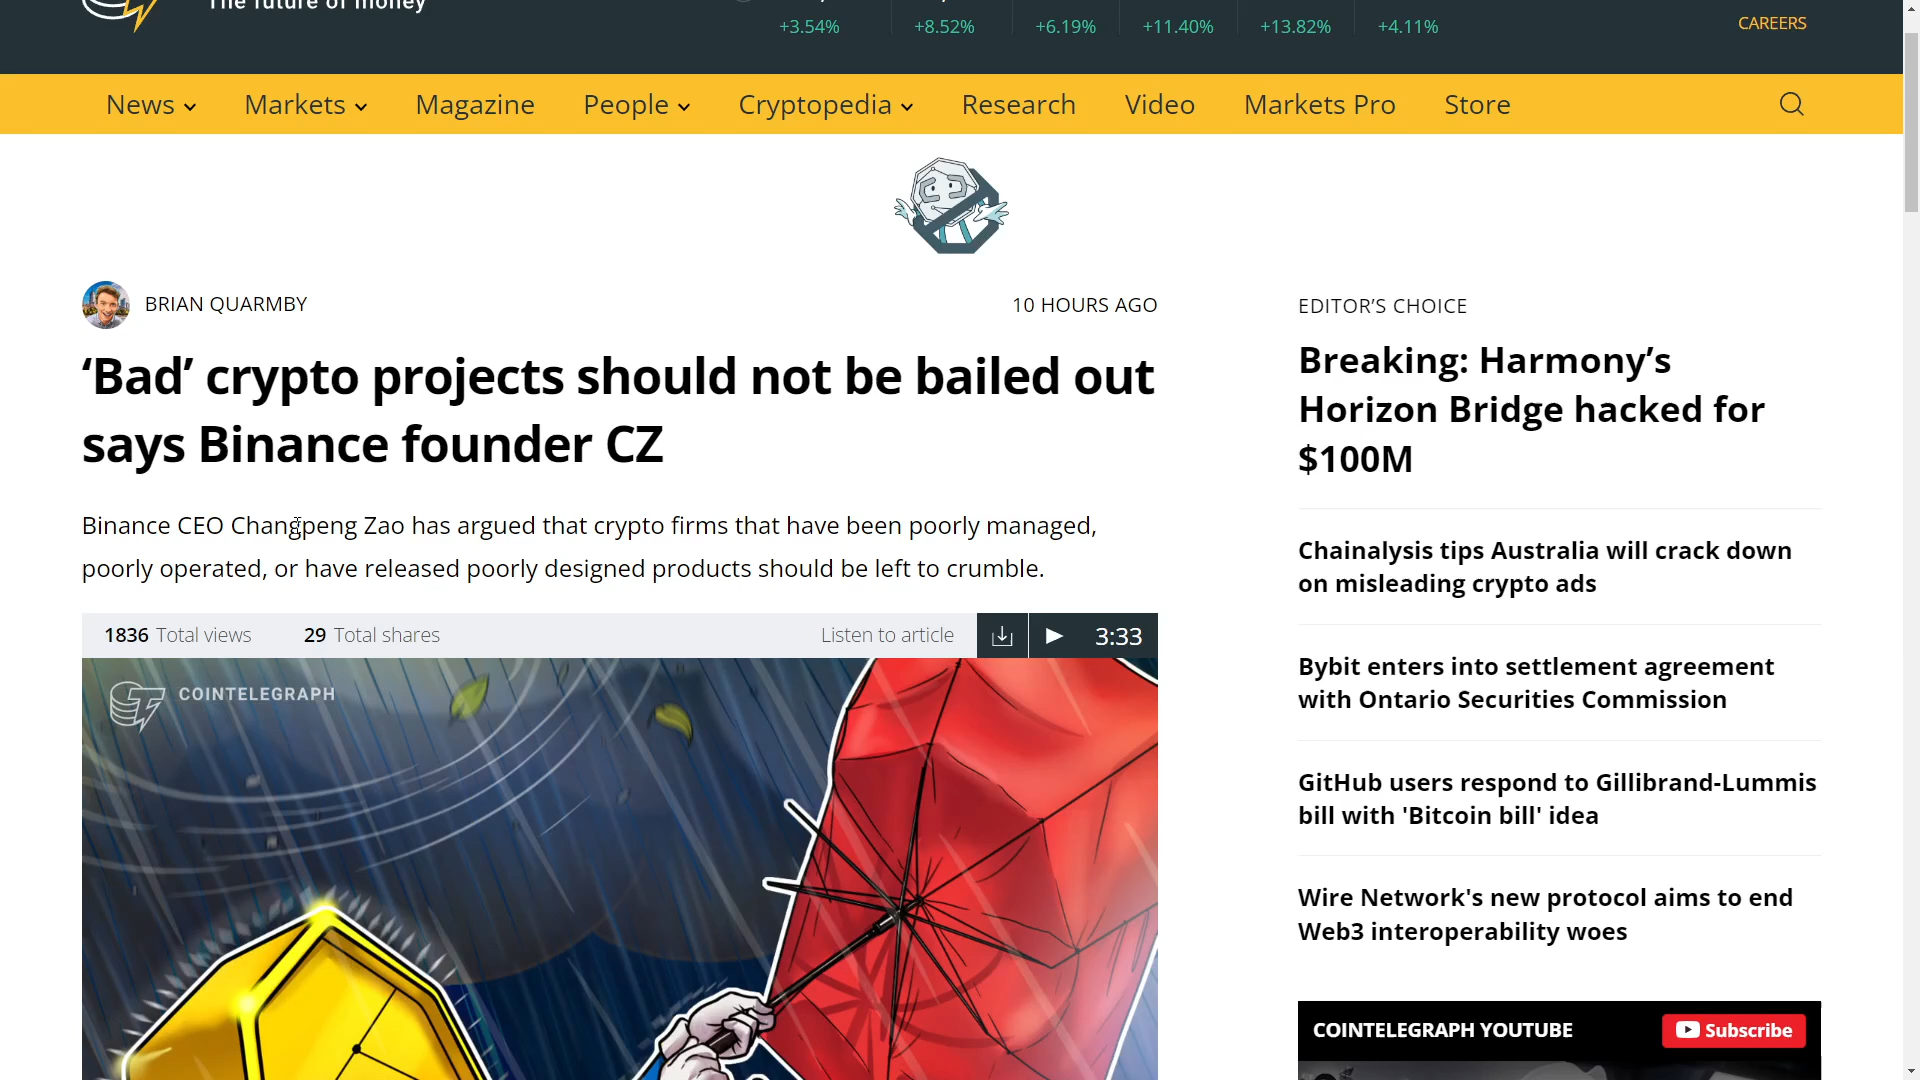 The future of money
+3.54% +8.52% +6.19% +11.40% +13.82% +4.11%
CAREERS
News Markets Magazine People Cryptopedia Research Video Markets Pro Store
BRIAN QUARMBY
10 HOURS AGO
‘Bad’ crypto projects should not be bailed out
says Binance founder CZ
Binance CEO Changpeng Zao has argued that crypto firms that have been poorly managed,
poorly operated, or have released poorly designed products should be left to crumble.
1836 Total views 29 Total shares Listen to article 3:33
COINTELEGRAPH
EDITOR’S CHOICE
Breaking: Harmony’s
Horizon Bridge hacked for
$100M
Chainalysis tips Australia will crack down
on misleading crypto ads
Bybit enters into settlement agreement
with Ontario Securities Commission
GitHub users respond to Gillibrand-Lummis
bill with 'Bitcoin bill' idea
Wire Network's new protocol aims to end
Web3 interoperability woes
COINTELEGRAPH YOUTUBE Subscribe